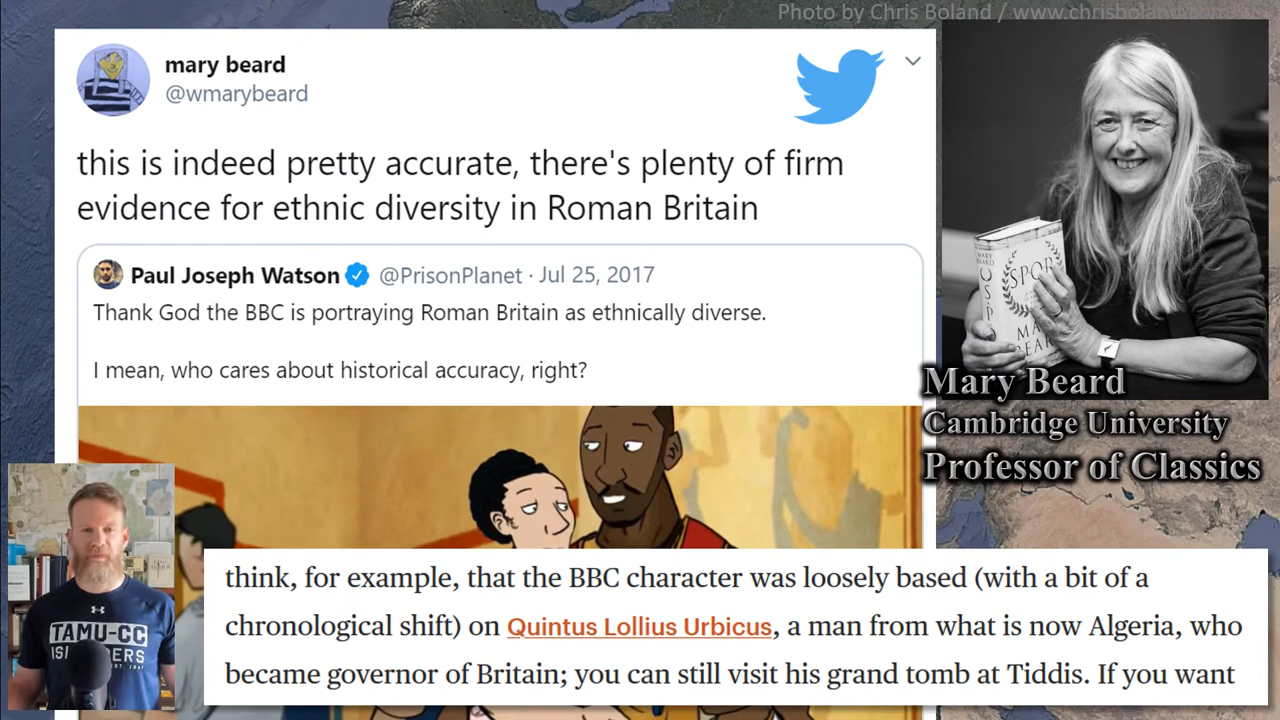 Photo by Chris Boland / www.chrisboland.com
mary beard
@wmarybeard
this is indeed pretty accurate, there's plenty of firm
evidence for ethnic diversity in Roman Britain
Paul Joseph Watson @PrisonPlanet · Jul 25, 2017
Thank God the BBC is portraying Roman Britain as ethnically diverse.
I mean, who cares about historical accuracy, right?
MARY
BEARD
SPQR
Mary Beard
Cambridge University
Professor of Classics
TAMU-CC
think, for example, that the BBC character was loosely based (with a bit of a
chronological shift) on Quintus Lollius Urbicus, a man from what is now Algeria, who
became governor of Britain; you can still visit his grand tomb at Tiddis. If you want